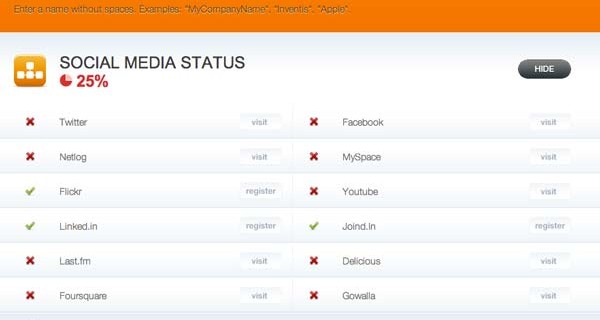 Enter a name without spaces. Examples: "MyCompanyName", "Inventis", "Apple".
SOCIAL MEDIA STATUS
25%
HIDE
Twitter visit Facebook visit
Netlog visit MySpace visit
Flickr register Youtube visit
Linked.in register Joind.In register
Last.fm visit Delicious visit
Foursquare visit Gowalla visit